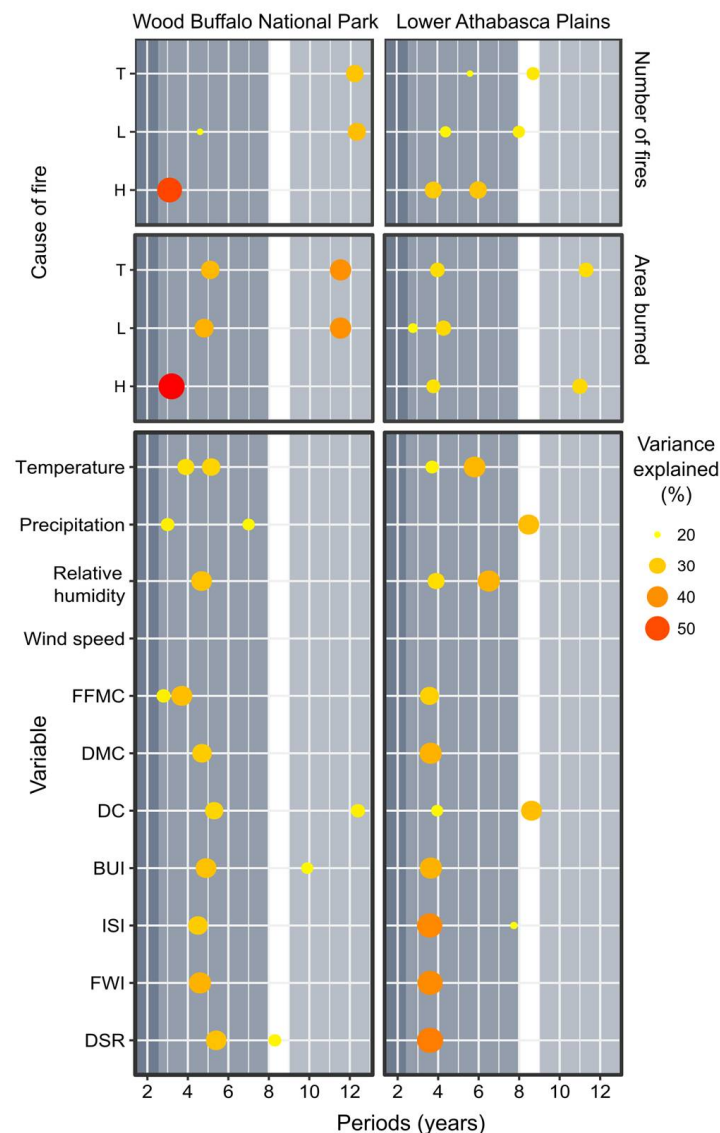 Wood Buffalo National Park
Lower Athabasca Plains
Cause of fire
T
L
H
Number of fires
T
L
H
Area burned
Variable
Temperature
Precipitation
Relative
humidity
Wind speed
FFMC
DMC
DC
BUI
ISI
FWI
DSR
Variance
explained
(%)
20
30
40
50
2 4 6 8 10 12
2 4 6 8 10 12
Periods (years)